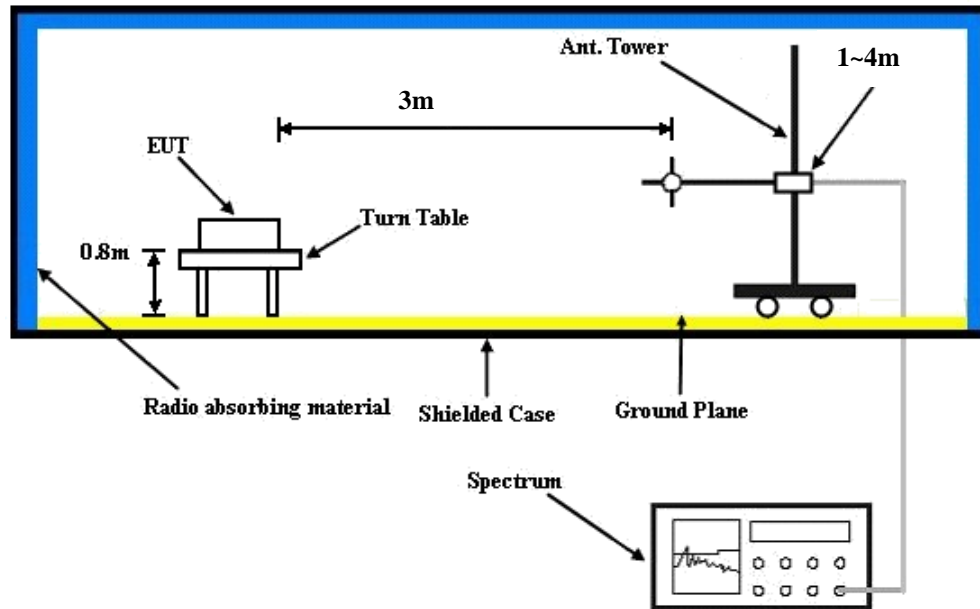 Ant. Tower
1~4m
3m
EUT
Turn Table
0.8m
Radio absorbing material
Shielded Case
Ground Plane
Spectrum